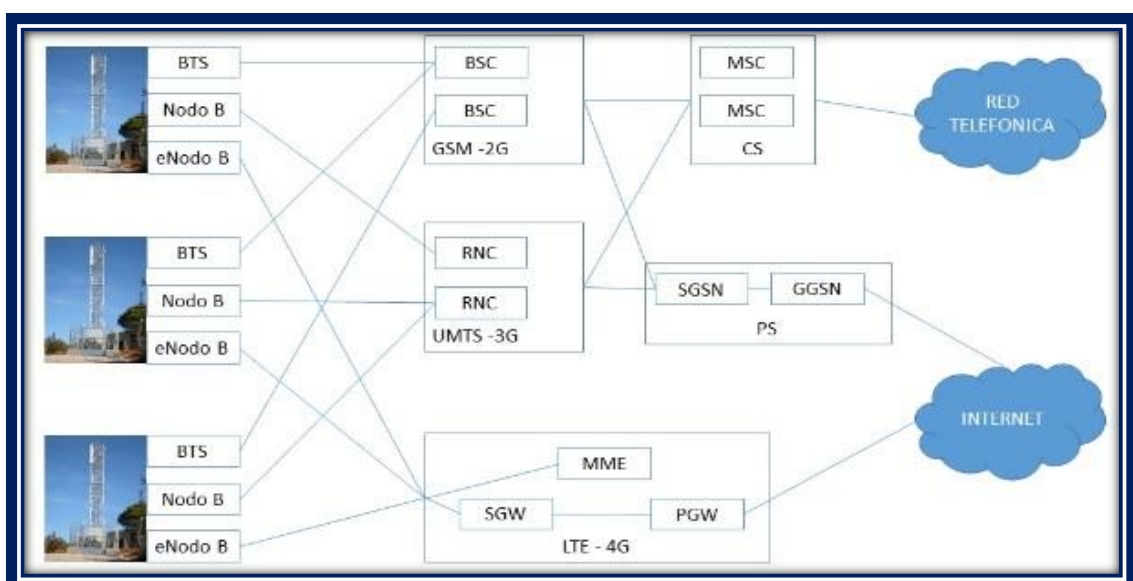 BTS
Nodo B
eNodo B
BTS
Nodo B
eNodo B
BTS
Nodo B
eNodo B
BSC
BSC
GSM -2G
RNC
RNC
UMTS -3G
MME
SGW
PGW
LTE - 4G
MSC
MSC
CS
SGSN
GGSN
PS
RED
TELEFONICA
INTERNET